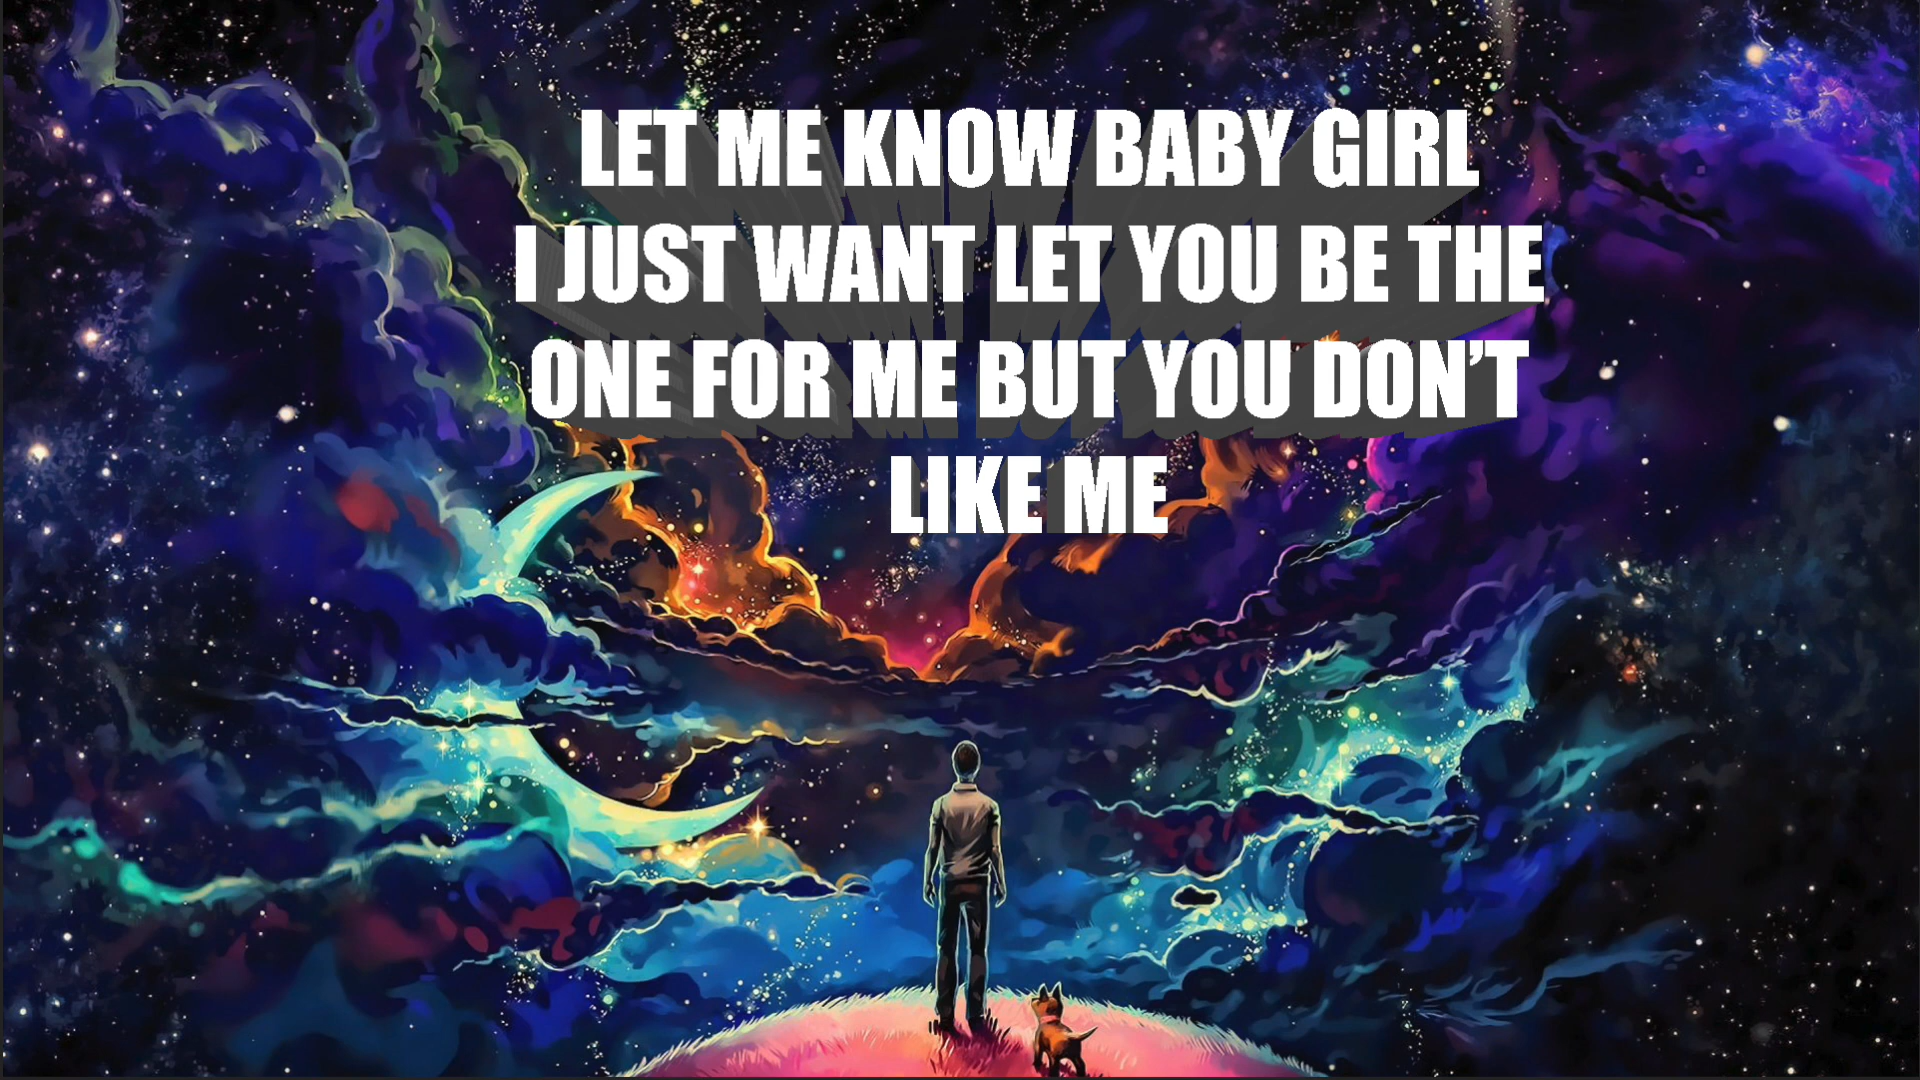 LET ME KNOW BABY GIRL
I JUST WANT LET YOU BE THE
ONE FOR ME BUT YOU DON’T
LIKE ME